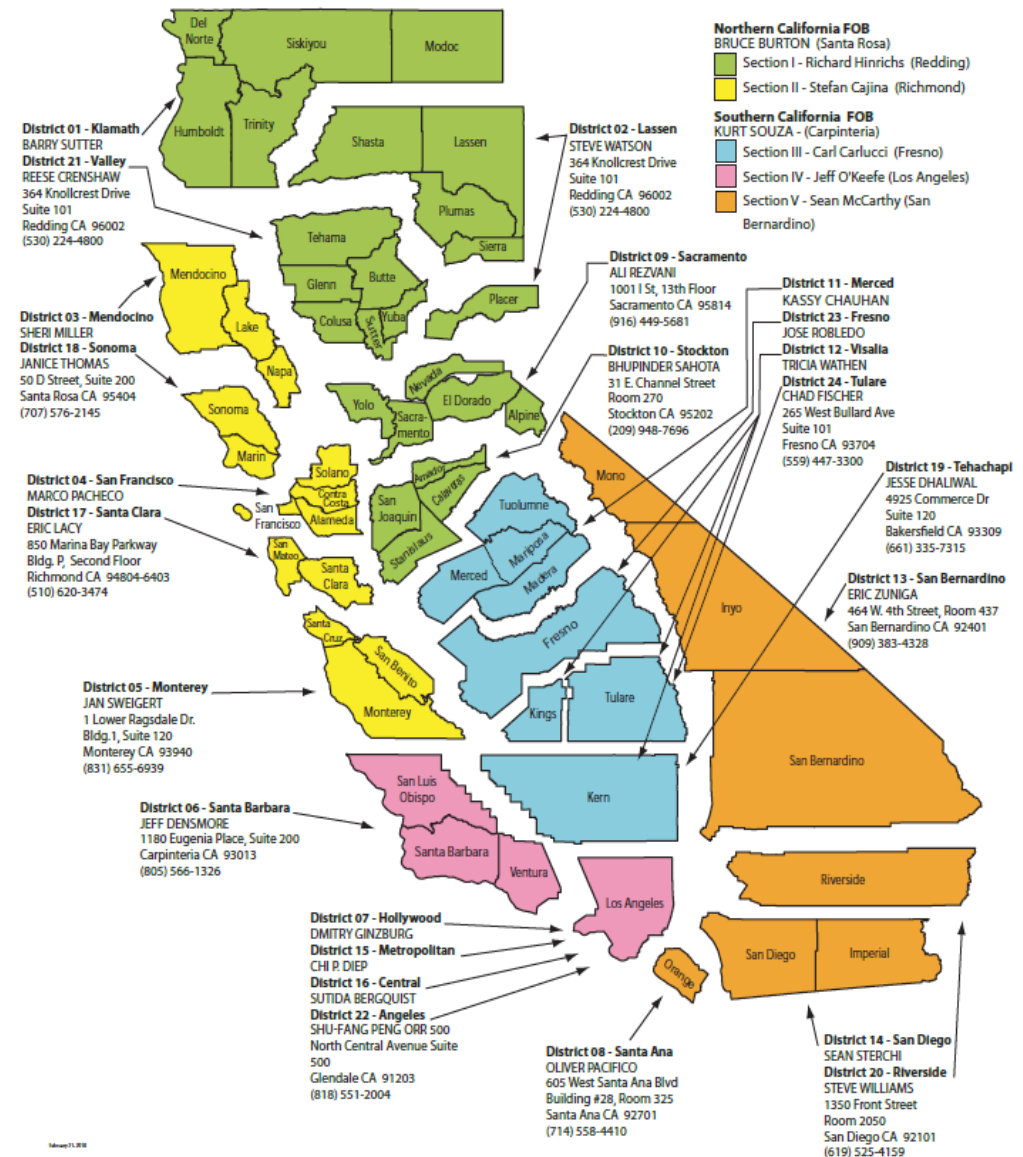 Northern California FOB
BRUCE BURTON (Santa Rosa)
Section I - Richard Hinrichs (Redding)
Section II - Stefan Cajina (Richmond)
Southern California FOB
KURT SOUZA - (Carpinteria)
Section III - Carl Carlucci (Fresno)
Section IV - Jeff O'Keefe (Los Angeles)
Section V - Sean McCarthy (San
Bernardino)
Del
Norte
Siskiyou
Modoc
Humboldt
Trinity
Shasta
Lassen
Plumas
Sierra
District 01 - Klamath
BARRY SUTTER
District 21 - Valley
REESE CRENSHAW
364 Knollcrest Drive
Suite 101
Redding CA 96002
(530) 224-4800
District 02 - Lassen
STEVE WATSON
364 Knollcrest Drive
Suite 101
Redding CA 96002
(530) 224-4800
Tehama
Glenn
Butte
Colusa
Sutter
Yuba
Placer
Mendocino
Lake
Napa
District 03 - Mendocino
SHERI MILLER
District 18 - Sonoma
JANICE THOMAS
50 D Street, Suite 200
Santa Rosa CA 95404
(707) 576-2145
Sonoma
Marin
District 09 - Sacramento
ALI REZVANI
1001 I St, 13th Floor
Sacramento CA 95814
(916) 449-5681
Nevada
Yolo
Sacra-
mento
El Dorado
Alpine
District 10 - Stockton
BHUPINDER SAHOTA
31 E. Channel Street
Room 270
Stockton CA 95202
(209) 948-7696
Amador
Calaveras
San
Joaquin
Stanislaus
District 11 - Merced
KASSY CHAUHAN
District 23 - Fresno
JOSE ROBLEDO
District 12 - Visalia
TRICIA WATHEN
District 24 - Tulare
CHAD FISCHER
265 West Bullard Ave
Suite 101
Fresno CA 93704
(559) 447-3300
District 19 - Tehachapi
JESSE DHALIWAL
4925 Commerce Dr
Suite 120
Bakersfield CA 93309
(661) 335-7315
District 04 - San Francisco
MARCO PACHECO
District 17 - Santa Clara
ERIC LACY
850 Marina Bay Parkway
Bldg. P, Second Floor
Richmond CA 94804-6403
(510) 620-3474
Solano
Contra
Costa
Alameda
San
Francisco
San
Mateo
Santa
Clara
Tuolumne
Mariposa
Merced
Madera
Fresno
Kings
Tulare
Kern
Mono
Inyo
San Bernardino
District 13 - San Bernardino
ERIC ZUNIGA
464 W. 4th Street, Room 437
San Bernardino CA 92401
(909) 383-4328
Santa
Cruz
San Benito
Monterey
District 05 - Monterey
JAN SWEIGERT
1 Lower Ragsdale Dr.
Bldg.1, Suite 120
Monterey CA 93940
(831) 655-6939
San Luis
Obispo
Santa Barbara
Ventura
Los Angeles
District 06 - Santa Barbara
JEFF DENSMORE
1180 Eugenia Place, Suite 200
Carpinteria CA 93013
(805) 566-1326
District 07 - Hollywood
DMITRY GINZBURG
District 15 - Metropolitan
CHI P. DIEP
District 16 - Central
SUTIDA BERGQUIST
District 22 - Angeles
SHU-FANG PENG ORR 500
North Central Avenue Suite
500
Glendale CA 91203
(818) 551-2004
Orange
Riverside
San Diego
Imperial
District 08 - Santa Ana
OLIVER PACIFICO
605 West Santa Ana Blvd
Building #28, Room 325
Santa Ana CA 92701
(714) 558-4410
District 14 - San Diego
SEAN STERCHI
District 20 - Riverside
STEVE WILLIAMS
1350 Front Street
Room 2050
San Diego CA 92101
(619) 525-4159